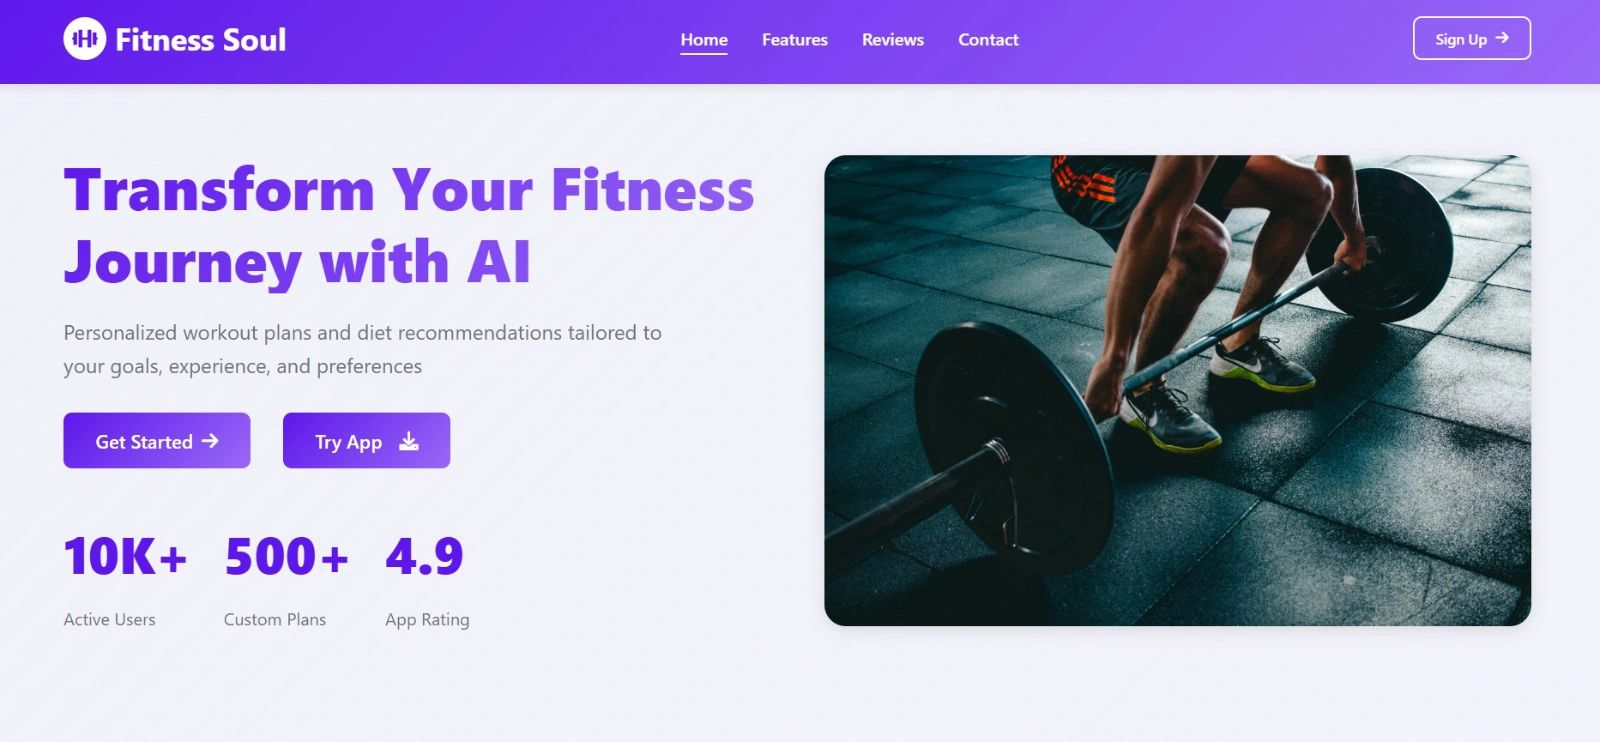 Fitness Soul
Home
Features
Reviews
Contact
Sign Up
Transform Your Fitness
Journey with AI
Personalized workout plans and diet recommendations tailored to
your goals, experience, and preferences
Get Started
Try App
10K+
500+
4.9
Active Users
Custom Plans
App Rating